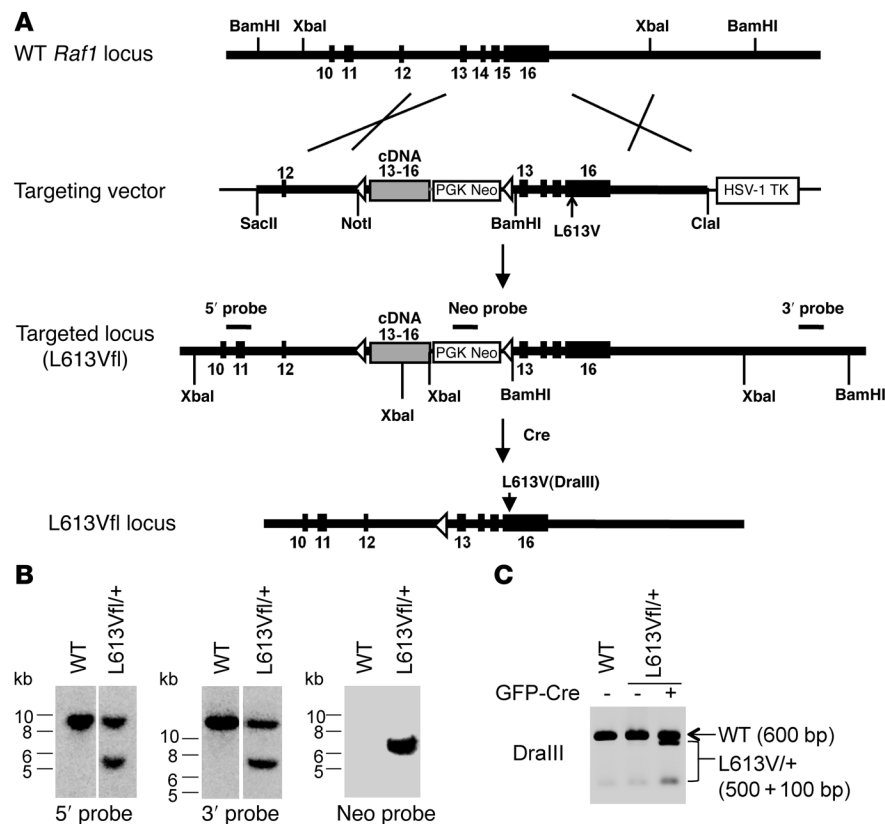 A
BamHI XbaI XbaI BamHI
WT Raf1 locus
10 11 12 13 14 15 16
cDNA
12 13-16 13 16
Targeting vector PGK Neo HSV-1 TK
SacII NotI BamHI L613V ClaI
5′ probe Neo probe 3′ probe
cDNA
13-16
Targeted locus
(L613Vfl)
PGK Neo
10 11 12 13 16
XbaI XbaI XbaI BamHI XbaI BamHI
Cre
L613V(DraIII)
L613Vfl locus
10 11 12 13 16
B
WT L613Vfl/+ WT L613Vfl/+ WT L613Vfl/+
kb kb kb
10 10 10
8 8 8
6 6 6
5 5 5
5′ probe 3′ probe Neo probe
C
WT L613Vfl/+
GFP-Cre - - +
DraIII
WT (600 bp)
L613V/+
(500 + 100 bp)